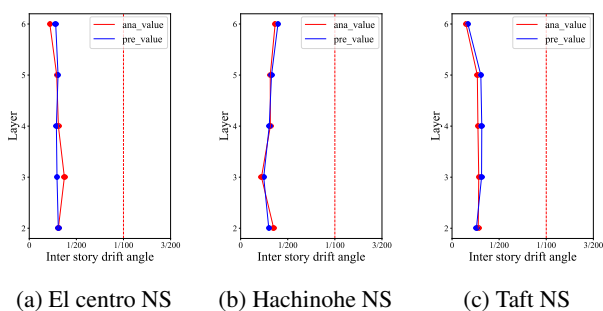 6
5
4
3
2
Layer
ana_value
pre_value
0
1/200
1/100
3/200
Inter story drift angle
(a) El centro NS
6
5
4
3
2
Layer
ana_value
pre_value
0
1/200
1/100
3/200
Inter story drift angle
(b) Hachinohe NS
6
5
4
3
2
Layer
ana_value
pre_value
0
1/200
1/100
3/200
Inter story drift angle
(c) Taft NS